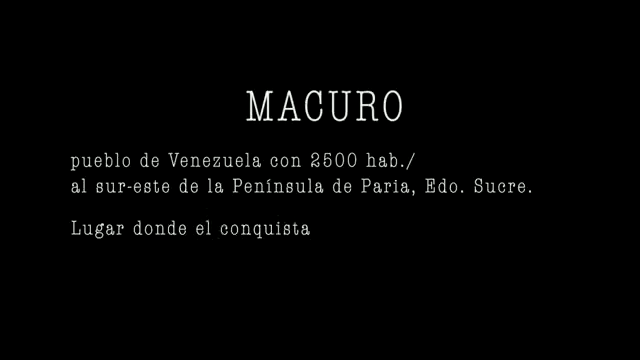 MACURO
pueblo de Venezuela con 2500 hab./
al sur-este de la Península de Paria, Edo. Sucre.
Lugar donde el conquista